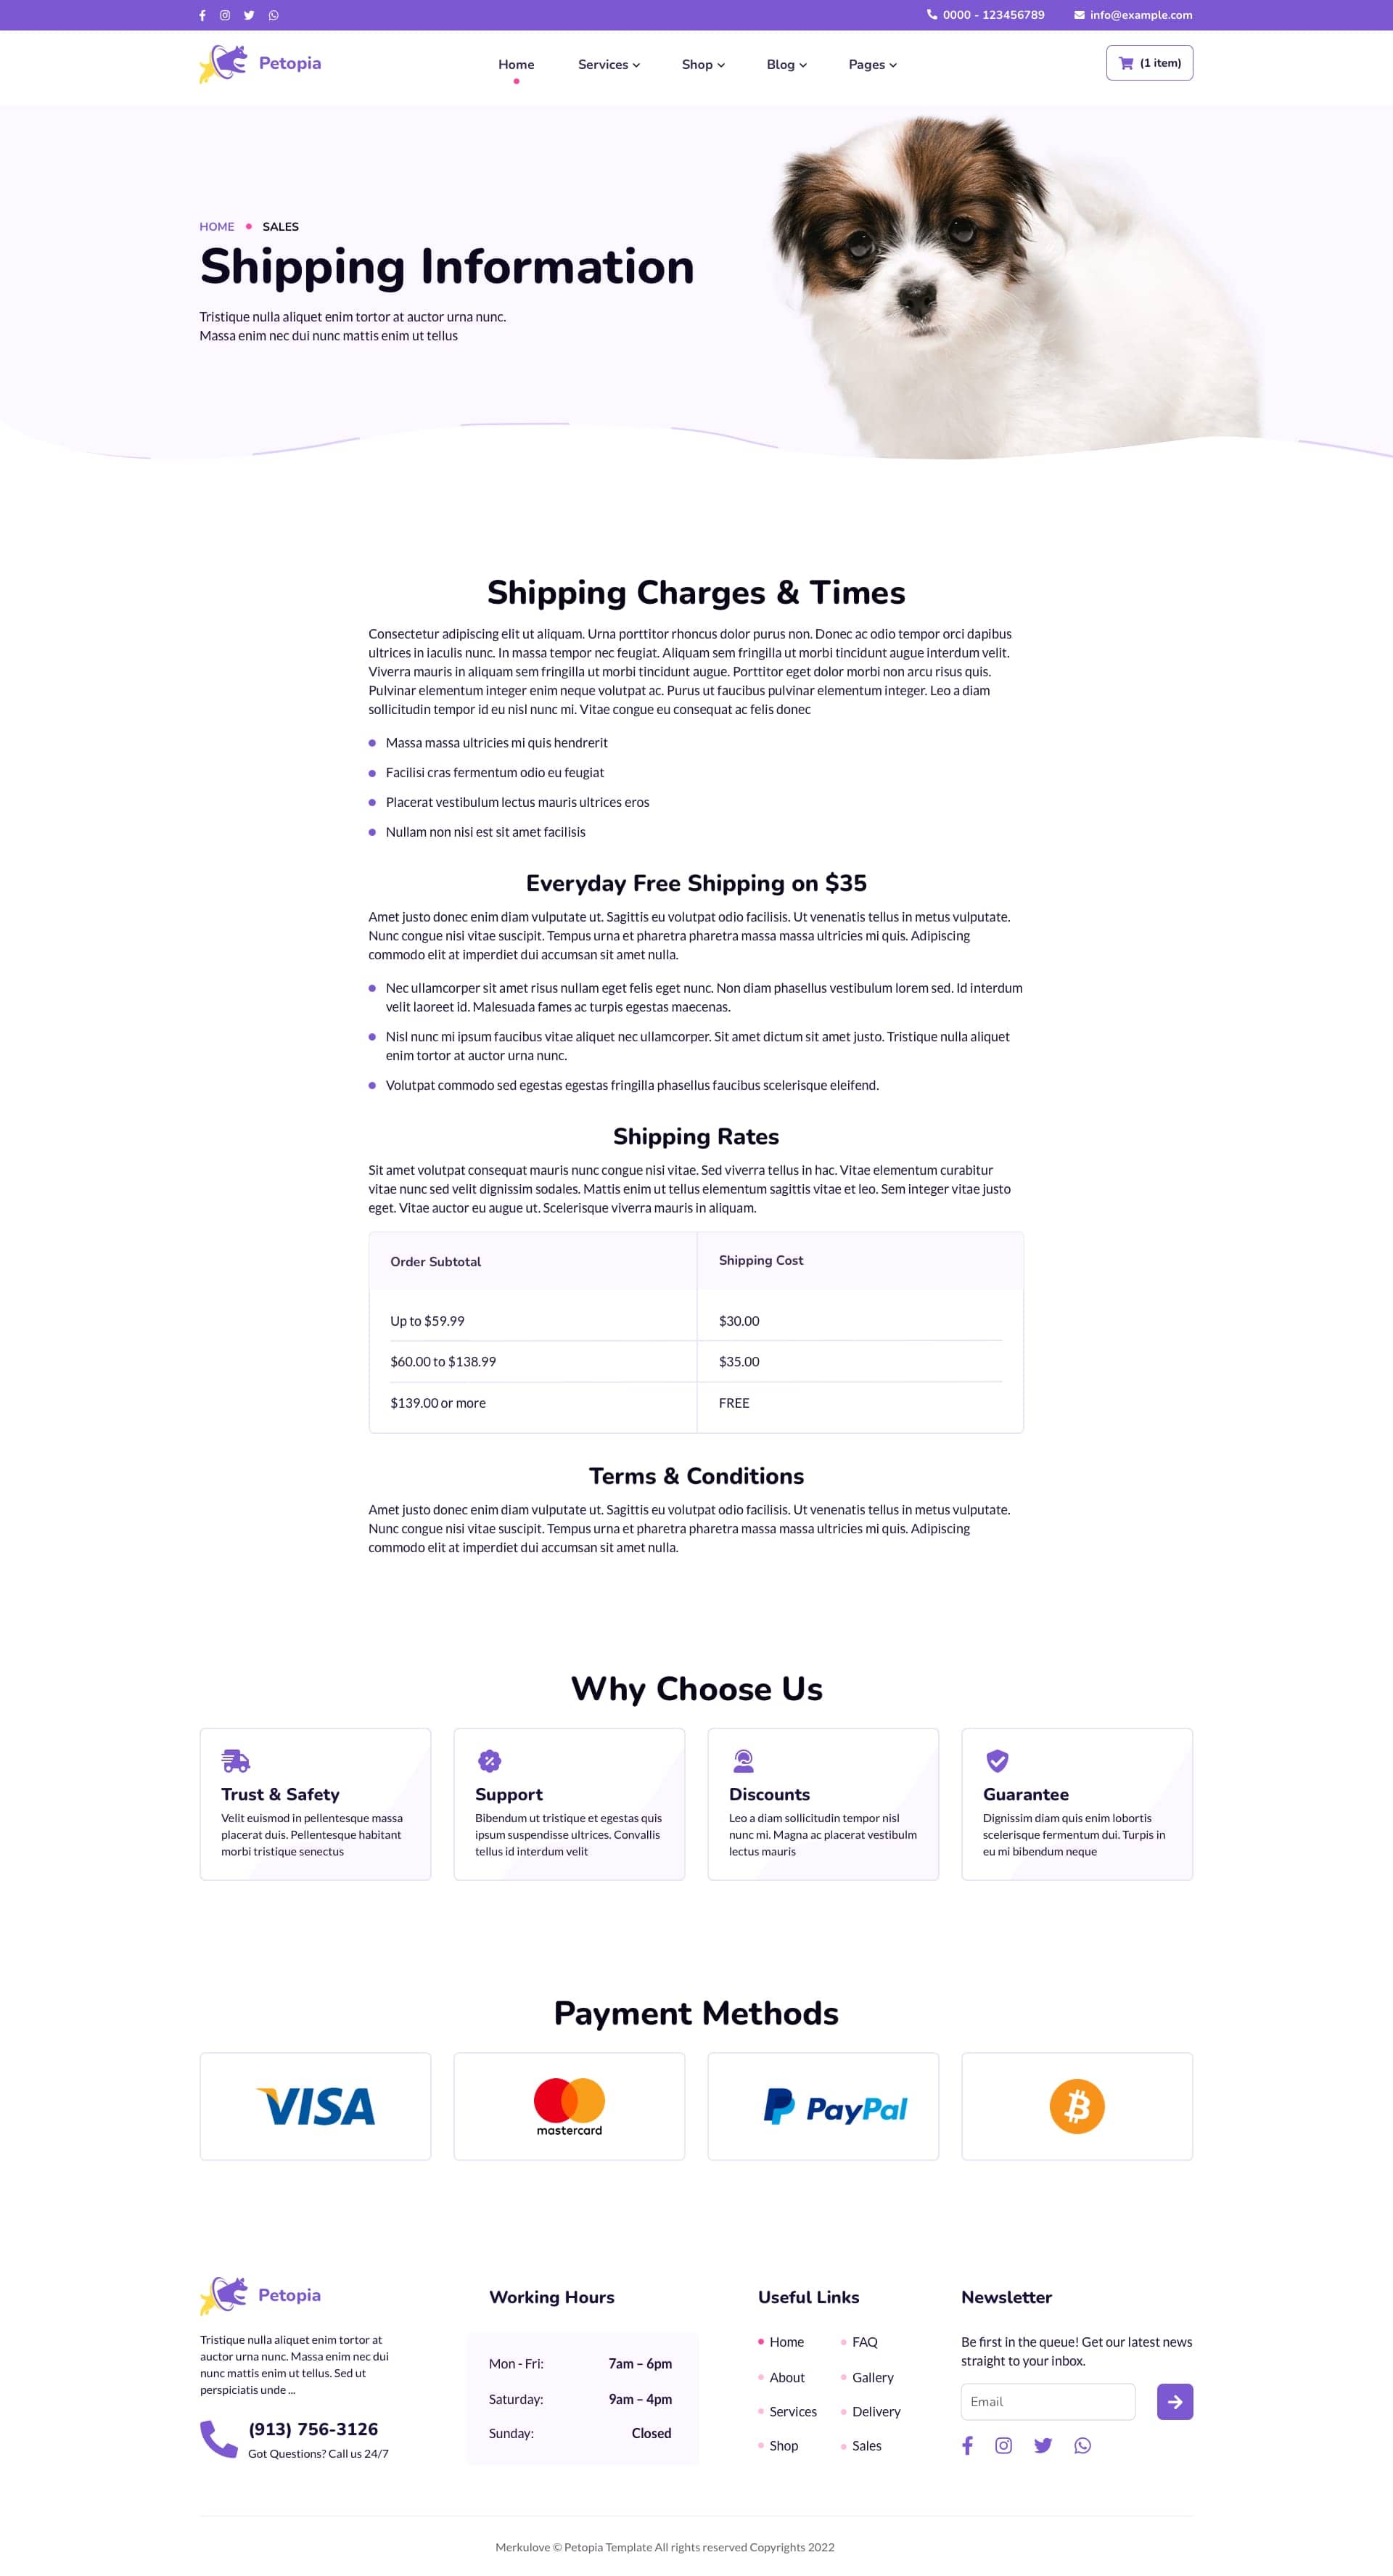 0000 - 123456789
info@example.com
Petopia
Home
Services
Shop
Blog
Pages
(1 item)
HOME
SALES
Shipping Information
Tristique nulla aliquet enim tortor at auctor urna nunc.
Massa enim nec dui nunc mattis enim ut tellus
Shipping Charges & Times
Consectetur adipiscing elit ut aliquam. Urna porttitor rhoncus dolor purus non. Donec ac odio tempor orci dapibus
ultrices in iaculis nunc. In massa tempor nec feugiat. Aliquam sem fringilla ut morbi tincidunt augue interdum velit.
Viverra mauris in aliquam sem fringilla ut morbi tincidunt augue. Porttitor eget dolor morbi non arcu risus quis.
Pulvinar elementum integer enim neque volutpat ac. Purus ut faucibus pulvinar elementum integer. Leo a diam
sollicitudin tempor id eu nisl nunc mi. Vitae congue eu consequat ac felis donec
Massa massa ultricies mi quis hendrerit
Facilisi cras fermentum odio eu feugiat
Placerat vestibulum lectus mauris ultrices eros
Nullam non nisi est sit amet facilisis
Everyday Free Shipping on $35
Amet justo donec enim diam vulputate ut. Sagittis eu volutpat odio facilisis. Ut venenatis tellus in metus vulputate.
Nunc congue nisi vitae suscipit. Tempus urna et pharetra pharetra massa massa ultricies mi quis. Adipiscing
commodo elit at imperdiet dui accumsan sit amet nulla.
Nec ullamcorper sit amet risus nullam eget felis eget nunc. Non diam phasellus vestibulum lorem sed. Id interdum
velit laoreet id. Malesuada fames ac turpis egestas maecenas.
Nisl nunc mi ipsum faucibus vitae aliquet nec ullamcorper. Sit amet dictum sit amet justo. Tristique nulla aliquet
enim tortor at auctor urna nunc.
Volutpat commodo sed egestas egestas fringilla phasellus faucibus scelerisque eleifend.
Shipping Rates
Sit amet volutpat consequat mauris nunc congue nisi vitae. Sed viverra tellus in hac. Vitae elementum curabitur
vitae nunc sed velit dignissim sodales. Mattis enim ut tellus elementum sagittis vitae et leo. Sem integer vitae justo
eget. Vitae auctor eu augue ut. Scelerisque viverra mauris in aliquam.
Order Subtotal
Shipping Cost
Up to $59.99
$30.00
$60.00 to $138.99
$35.00
$139.00 or more
FREE
Terms & Conditions
Amet justo donec enim diam vulputate ut. Sagittis eu volutpat odio facilisis. Ut venenatis tellus in metus vulputate.
Nunc congue nisi vitae suscipit. Tempus urna et pharetra pharetra massa massa ultricies mi quis. Adipiscing
commodo elit at imperdiet dui accumsan sit amet nulla.
Why Choose Us
Trust & Safety
Velit euismod in pellentesque massa
placerat duis. Pellentesque habitant
morbi tristique senectus
Support
Bibendum ut tristique et egestas quis
ipsum suspendisse ultrices. Convallis
tellus id interdum velit
Discounts
Leo a diam sollicitudin tempor nisl
nunc mi. Magna ac placerat vestibulm
lectus mauris
Guarantee
Dignissim diam quis enim lobortis
scelerisque fermentum dui. Turpis in
eu mi bibendum neque
Payment Methods
VISA
mastercard
PayPal
Petopia
Tristique nulla aliquet enim tortor at
auctor urna nunc. Massa enim nec dui
nunc mattis enim ut tellus. Sed ut
perspiciatis unde ...
(913) 756-3126
Got Questions? Call us 24/7
Working Hours
Mon - Fri:
7am – 6pm
Saturday:
9am – 4pm
Sunday:
Closed
Useful Links
Home
About
Services
Shop
FAQ
Gallery
Delivery
Sales
Newsletter
Be first in the queue! Get our latest news
straight to your inbox.
Email
Merkulove © Petopia Template All rights reserved Copyrights 2022